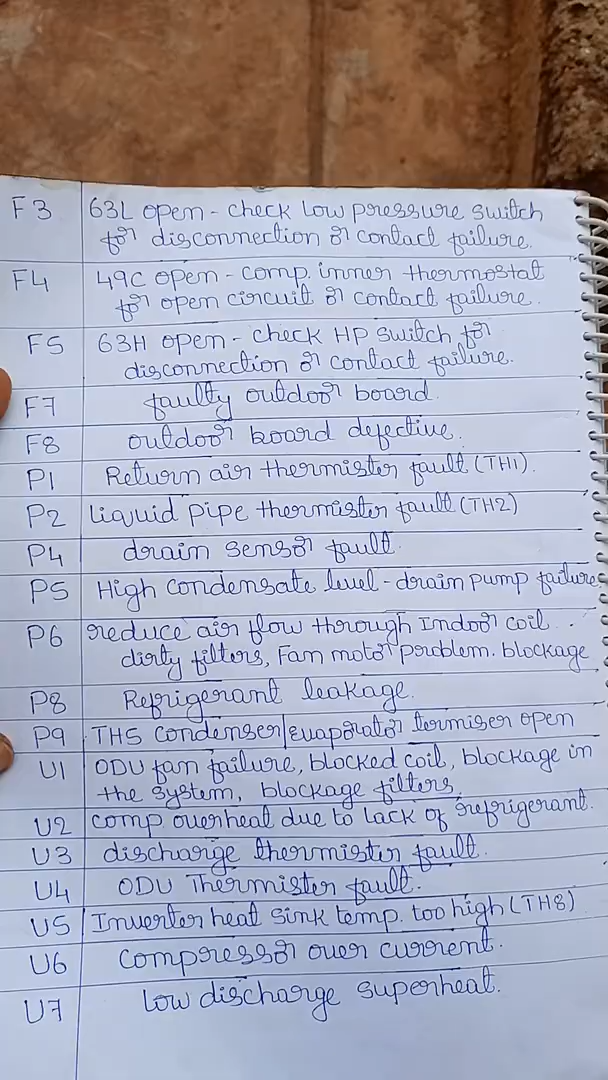 F3 63L open - check low pressure switch
for disconnection or contact failure.
F4 49C open - comp. inner thermostat
for open circuit or contact failure.
F5 63H open - check HP switch for
disconnection or contact failure.
F7 faulty outdoor board.
F8 outdoor board defective.
P1 Return air thermister fault (TH1).
P2 liquid pipe thermister fault (TH2)
P4 drain sensor fault.
P5 High condensate level - drain pump failure
P6 reduce air flow through Indoor coil.
dirty filters, Fan motor problem. blockage
P8 Refrigerant leakage.
P9 TH5 condenser/evaporator termiser open
U1 ODU fan failure, blocked coil, blockage in
the system, blockage filters.
U2 comp overheat due to lack of refrigerant.
U3 discharge thermister fault.
U4 ODU Thermister fault.
U5 Inverter heat sink temp. too high (TH8)
U6 compressor over current.
U7 low discharge superheat.